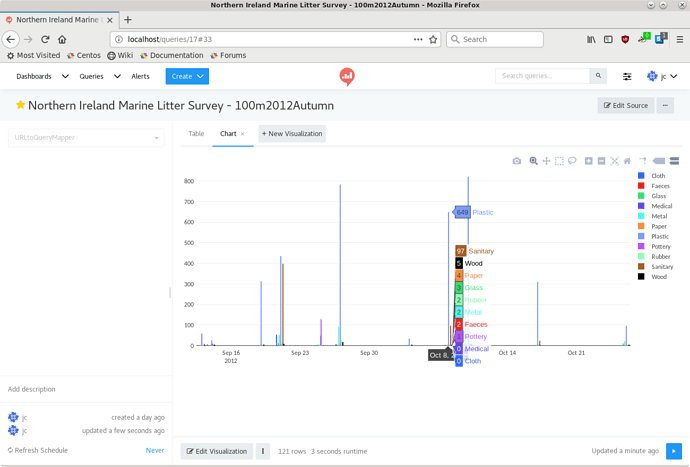 Northern Ireland Marine Litter Survey - 100m2012Autumn - Mozilla Firefox
Northern Ireland Marine L
localhost/queries/17#33
Search
Most Visited Centos Wiki Documentation Forums
Dashboards Queries Alerts Create Search queries... jc
Northern Ireland Marine Litter Survey - 100m2012Autumn
Edit Source
URLtoQueryMapper
Table Chart + New Visualization
800
700
600
500
400
300
200
100
0
Sep 16
2012
Sep 23
Sep 30
Oct 8,
Oct 14
Oct 21
649 Plastic
97 Sanitary
5 Wood
4 Paper
3 Glass
2 Rubber
2 Metal
2 Faeces
Pottery
0 Medical
0 Cloth
Cloth
Faeces
Glass
Medical
Metal
Paper
Plastic
Pottery
Rubber
Sanitary
Wood
Add description
jc created a day ago
jc updated a few seconds ago
Refresh Schedule Never
Edit Visualization 121 rows 3 seconds runtime Updated a minute ago